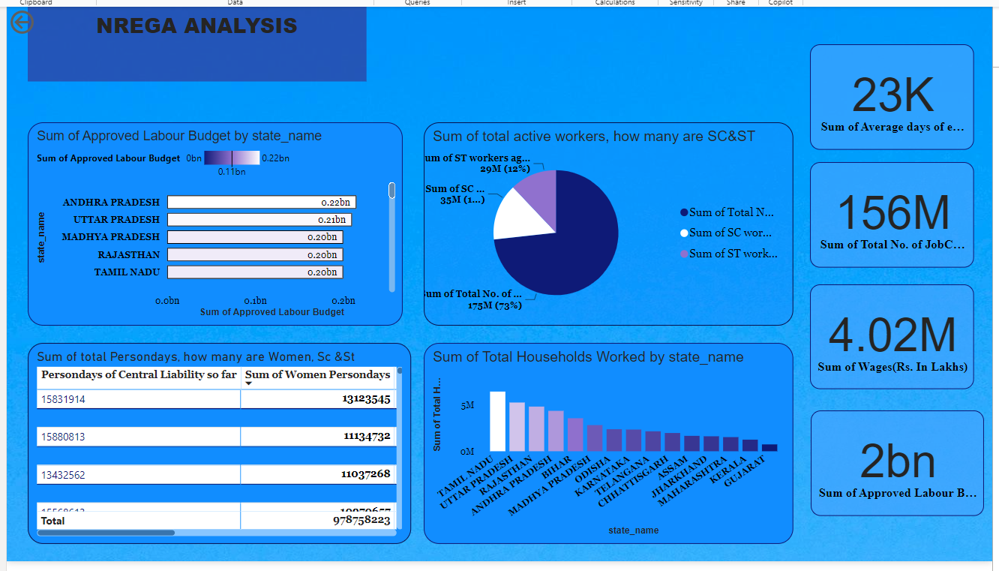 Clipboard
Data
Queries
Insert
Calculations
Sensitivity
Share
Copilot
NREGA ANALYSIS
Sum of Approved Labour Budget by state_name
Sum of Approved Labour Budget 0bn 0.22bn
0.11bn
state_name
ANDHRA PRADESH 0.22bn
UTTAR PRADESH 0.21bn
MADHYA PRADESH 0.20bn
RAJASTHAN 0.20bn
TAMIL NADU 0.20bn
0.0bn 0.1bn 0.2bn
Sum of Approved Labour Budget
Sum of total active workers, how many are SC&ST
um of ST workers ag...
29M (12%)
Sum of SC ...
35M (1...)
um of Total No. of ...
175M (73%)
Sum of Total N...
Sum of SC wor...
Sum of ST work...
23K
Sum of Average days of e...
156M
Sum of Total No. of JobC...
4.02M
Sum of Wages(Rs. In Lakhs)
2bn
Sum of Approved Labour B...
Sum of total Persondays, how many are Women, Sc &St
Persondays of Central Liability so far Sum of Women Persondays
15831914 13123545
15880813 11134732
13432562 11037268
Total 978758223
Sum of Total Households Worked by state_name
Sum of Total H...
5M
0M
TAMIL NADU
UTTAR PRADESH
RAJASTHAN
ANDHRA PRADESH
BIHAR
MADHYA PRADESH
ODISHA
KARNATAKA
TELANGANA
CHHATTISGARH
ASSAM
JHARKHAND
MAHARASHTRA
KERALA
GUJARAT
state_name